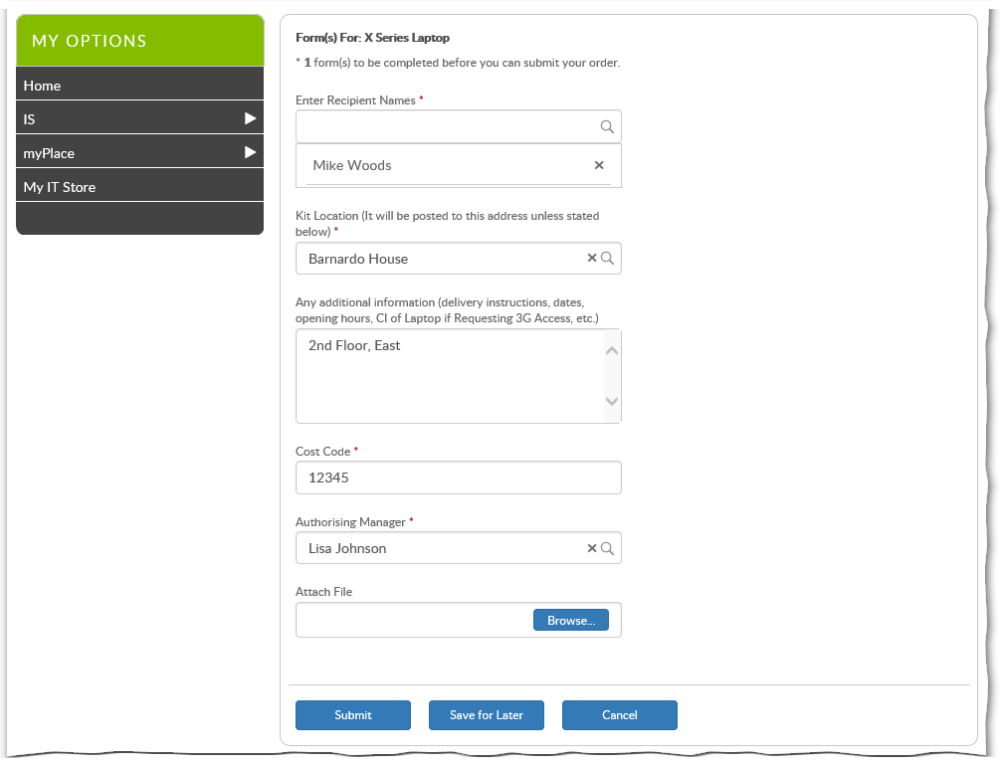 MY OPTIONS
Home
IS
myPlace
My IT Store
Form(s) For: X Series Laptop
* 1 form(s) to be completed before you can submit your order.
Enter Recipient Names *
Mike Woods
Kit Location (It will be posted to this address unless stated
below) *
Barnardo House
Any additional information (delivery instructions, dates,
opening hours, CI of Laptop if Requesting 3G Access, etc.)
2nd Floor, East
Cost Code *
12345
Authorising Manager *
Lisa Johnson
Attach File
Browse...
Submit Save for Later Cancel